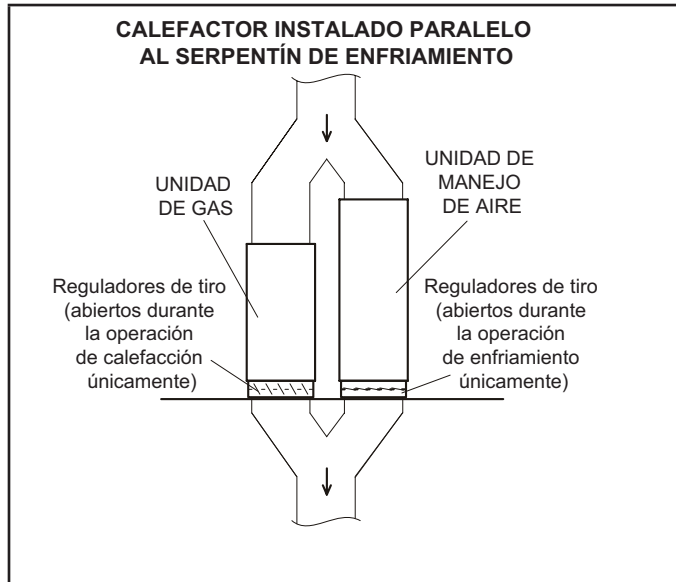 CALEFACTOR INSTALADO PARALELO
AL SERPENTÍN DE ENFRIAMIENTO
UNIDAD
DE GAS
UNIDAD DE
MANEJO
DE AIRE
Reguladores de tiro
(abiertos durante
la operación
de calefacción
únicamente)
Reguladores de tiro
(abiertos durante
la operación
de enfriamiento
únicamente)